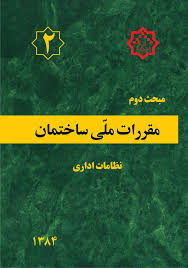 ۲
مبحث دوم
مقررات ملّی ساختمان
نظامات اداری
۱۳۸۴